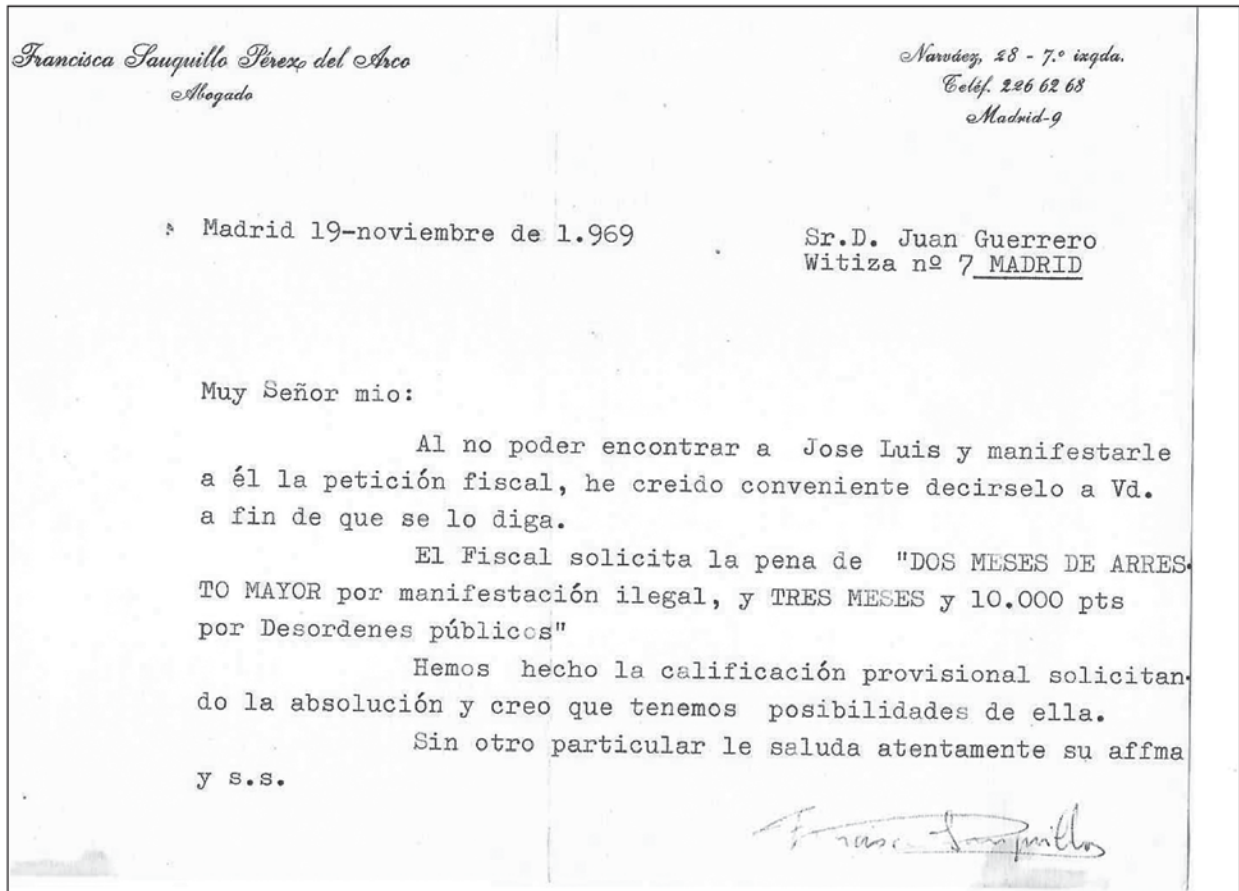 Francisca Sauquillo Pérez del Arco
Abogado
Narváez, 28 - 7.º izqda.
Teléf. 226 62 68
Madrid-9
Madrid 19-noviembre de 1.969
Sr.D. Juan Guerrero
Witiza nº 7 MADRID
Muy Señor mio:
Al no poder encontrar a Jose Luis y manifestarle
a él la petición fiscal, he creido conveniente decirselo a Vd.
a fin de que se lo diga.
El Fiscal solicita la pena de "DOS MESES DE ARRES-
TO MAYOR por manifestación ilegal, y TRES MESES y 10.000 pts
por Desordenes públicos"
Hemos hecho la calificación provisional solicitan-
do la absolución y creo que tenemos posibilidades de ella.
Sin otro particular le saluda atentamente su affma
y s.s.
Francisca Sauquillo